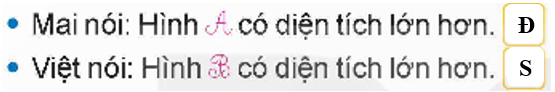 • Mai nói: Hình A có diện tích lớn hơn. Đ
• Việt nói: Hình B có diện tích lớn hơn. S